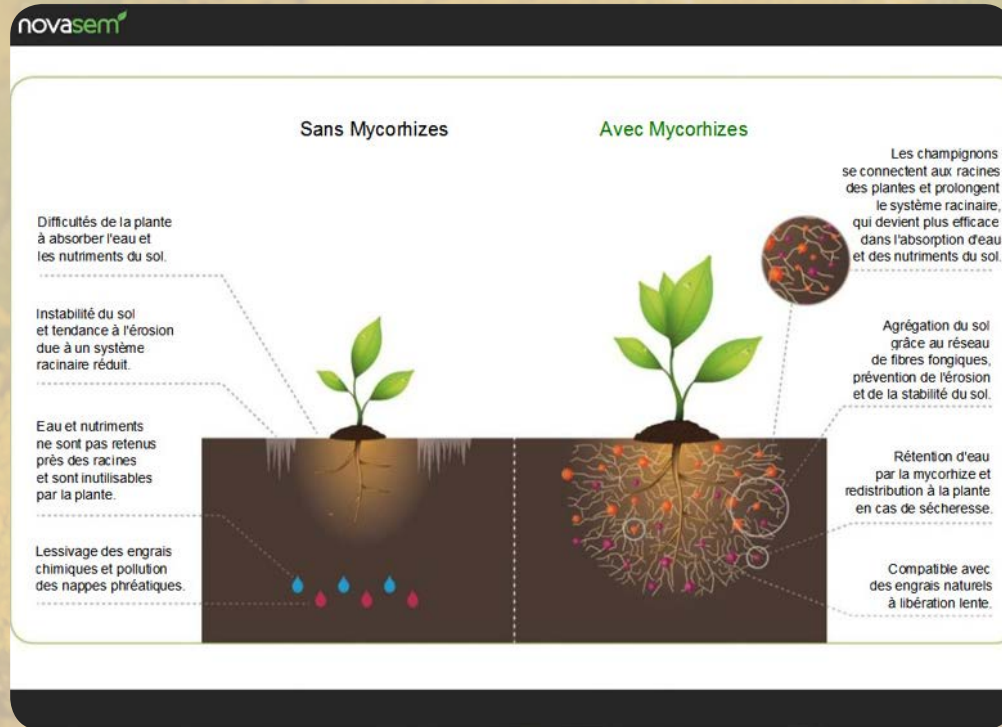 novasem
Sans Mycorhizes
Avec Mycorhizes
Difficultés de la plante
à absorber l'eau et
les nutriments du sol.
Instabilité du sol
et tendance à l'érosion
due à un système
racinaire réduit.
Eau et nutriments
ne sont pas retenus
près des racines
et sont inutilisables
par la plante.
Lessivage des engrais
chimiques et pollution
des nappes phréatiques.
Les champignons
se connectent aux racines
des plantes et prolongent
le système racinaire,
qui devient plus efficace
dans l'absorption d'eau
et des nutriments du sol.
Agrégation du sol
grâce au réseau
de fibres fongiques,
prévention de l'érosion
et de la stabilité du sol.
Rétention d'eau
par la mycorhize et
redistribution à la plante
en cas de sécheresse.
Compatible avec
des engrais naturels
à libération lente.